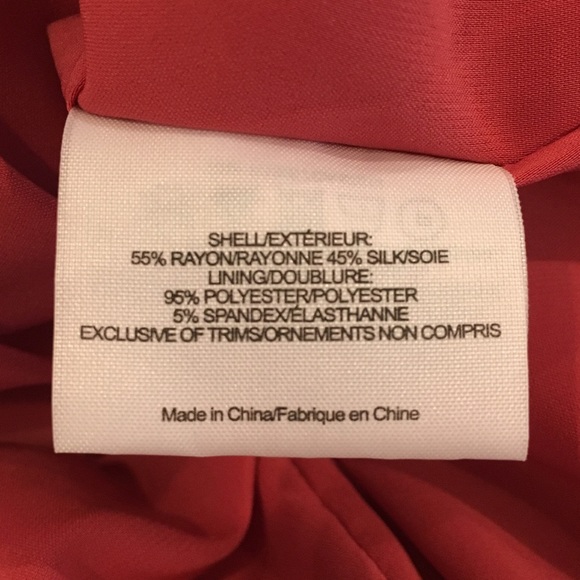 SHELL/EXTÉRIEUR:
55% RAYON/RAYONNE 45% SILK/SOIE
LINING/DOUBLURE:
95% POLYESTER/POLYESTER
5% SPANDEX/ÉLASTHANNE
EXCLUSIVE OF TRIMS/ORNEMENTS NON COMPRIS
Made in China/Fabrique en Chine